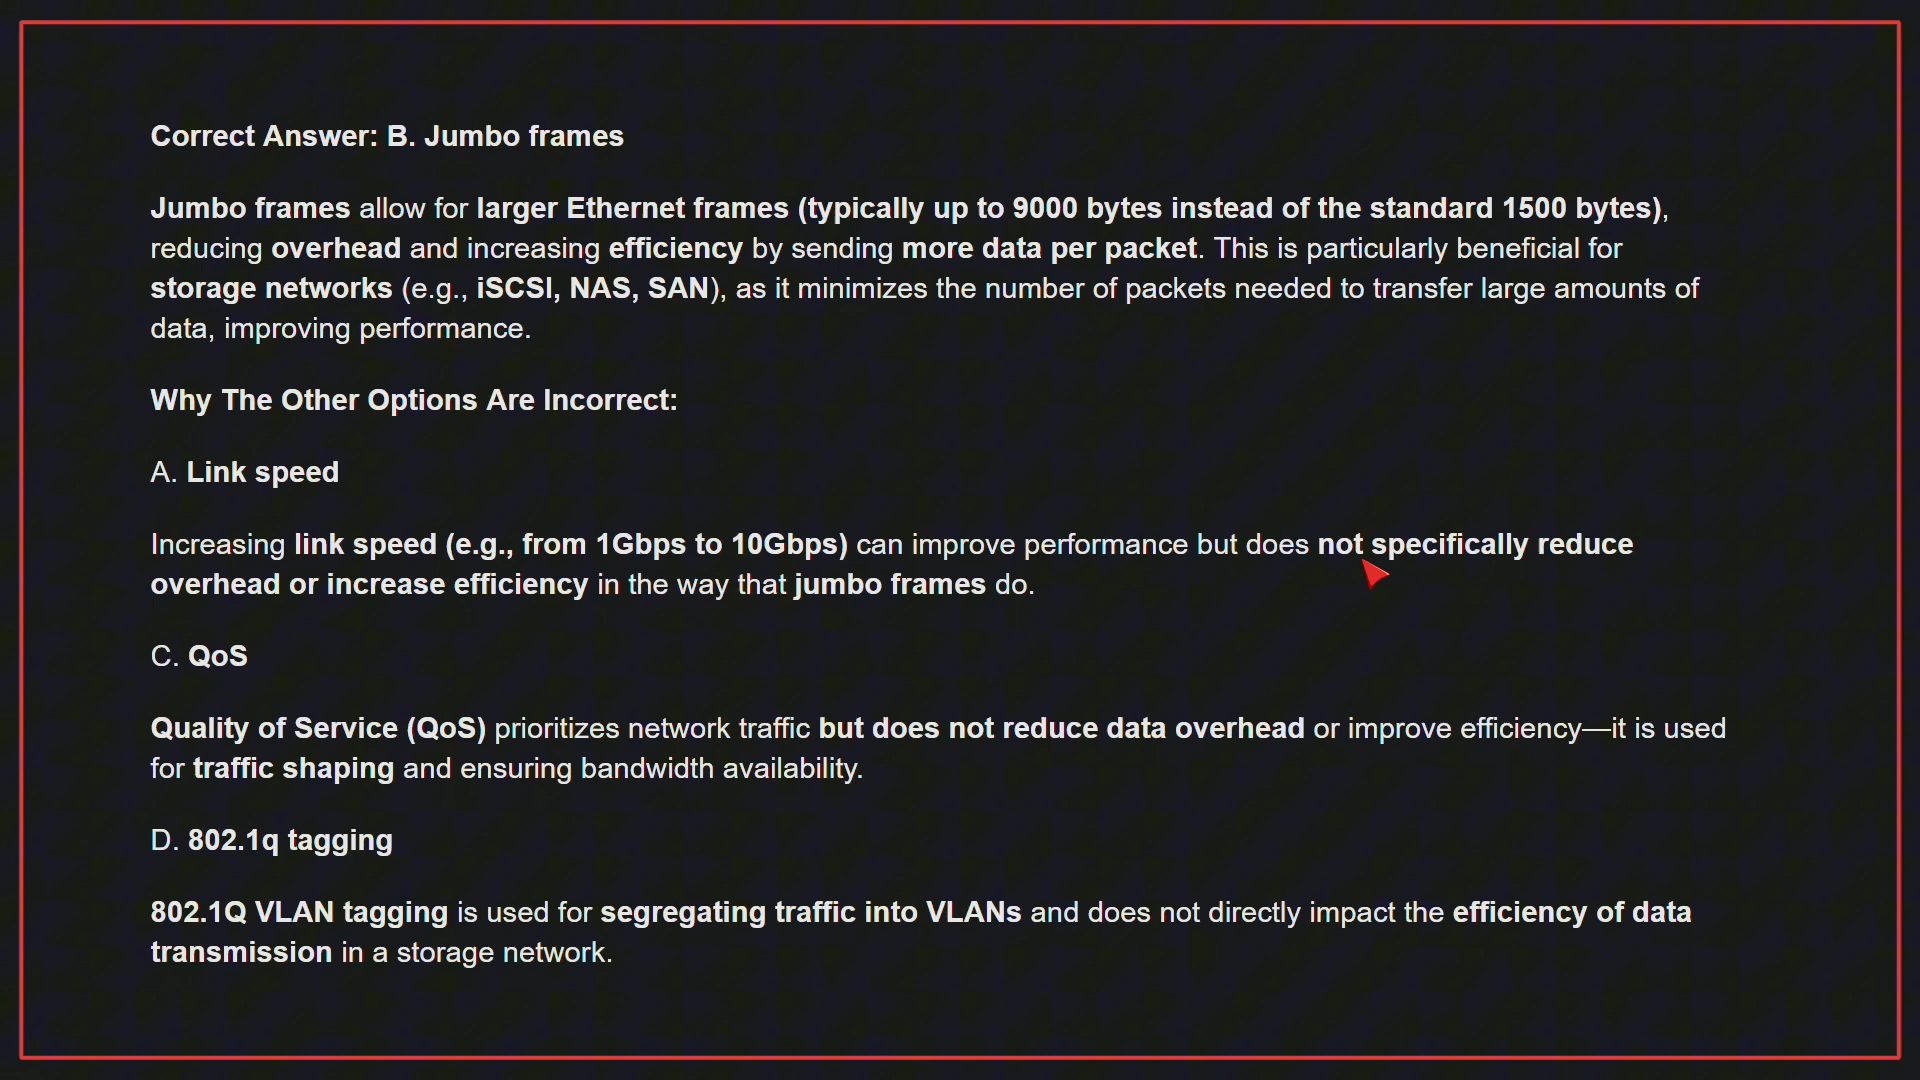 Correct Answer: B. Jumbo frames
Jumbo frames allow for larger Ethernet frames (typically up to 9000 bytes instead of the standard 1500 bytes),
reducing overhead and increasing efficiency by sending more data per packet. This is particularly beneficial for
storage networks (e.g., iSCSI, NAS, SAN), as it minimizes the number of packets needed to transfer large amounts of
data, improving performance.
Why The Other Options Are Incorrect:
A. Link speed
Increasing link speed (e.g., from 1Gbps to 10Gbps) can improve performance but does not specifically reduce
overhead or increase efficiency in the way that jumbo frames do.
C. QoS
Quality of Service (QoS) prioritizes network traffic but does not reduce data overhead or improve efficiency—it is used
for traffic shaping and ensuring bandwidth availability.
D. 802.1q tagging
802.1Q VLAN tagging is used for segregating traffic into VLANs and does not directly impact the efficiency of data
transmission in a storage network.